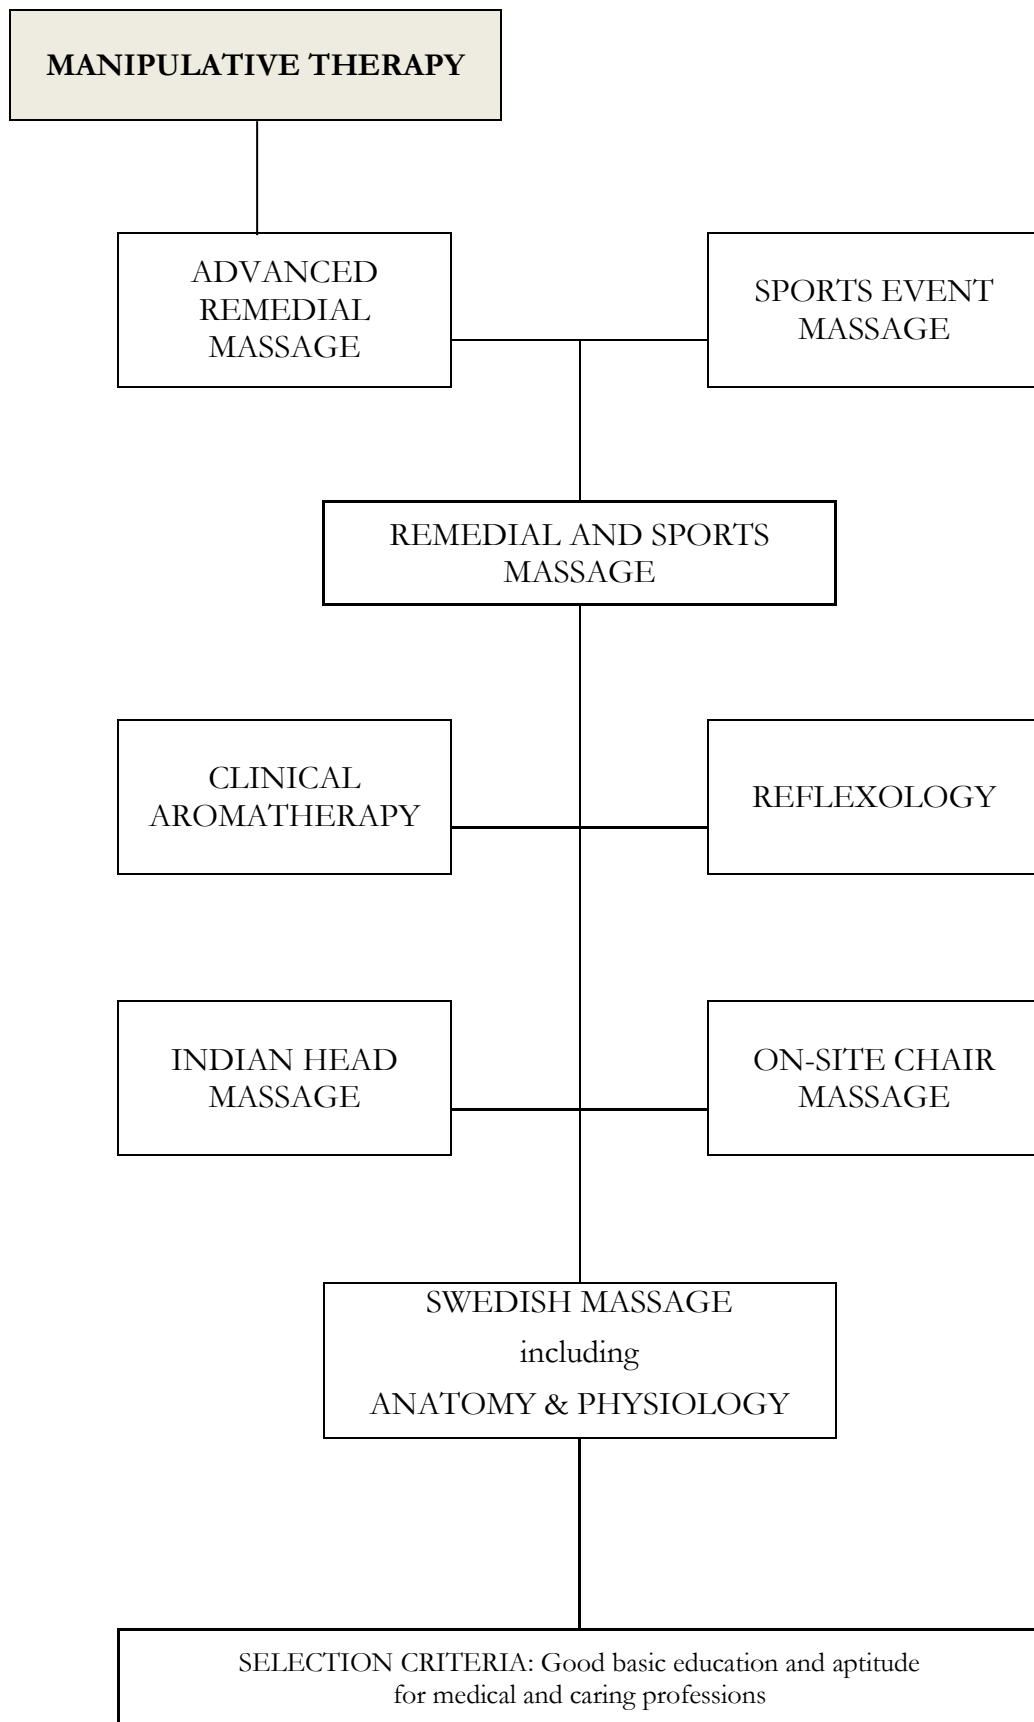 MANIPULATIVE THERAPY
ADVANCED
REMEDIAL
MASSAGE
SPORTS EVENT
MASSAGE
REMEDIAL AND SPORTS
MASSAGE
CLINICAL
AROMATHERAPY
REFLEXOLOGY
INDIAN HEAD
MASSAGE
ON-SITE CHAIR
MASSAGE
SWEDISH MASSAGE
including
ANATOMY & PHYSIOLOGY
SELECTION CRITERIA: Good basic education and aptitude
for medical and caring professions